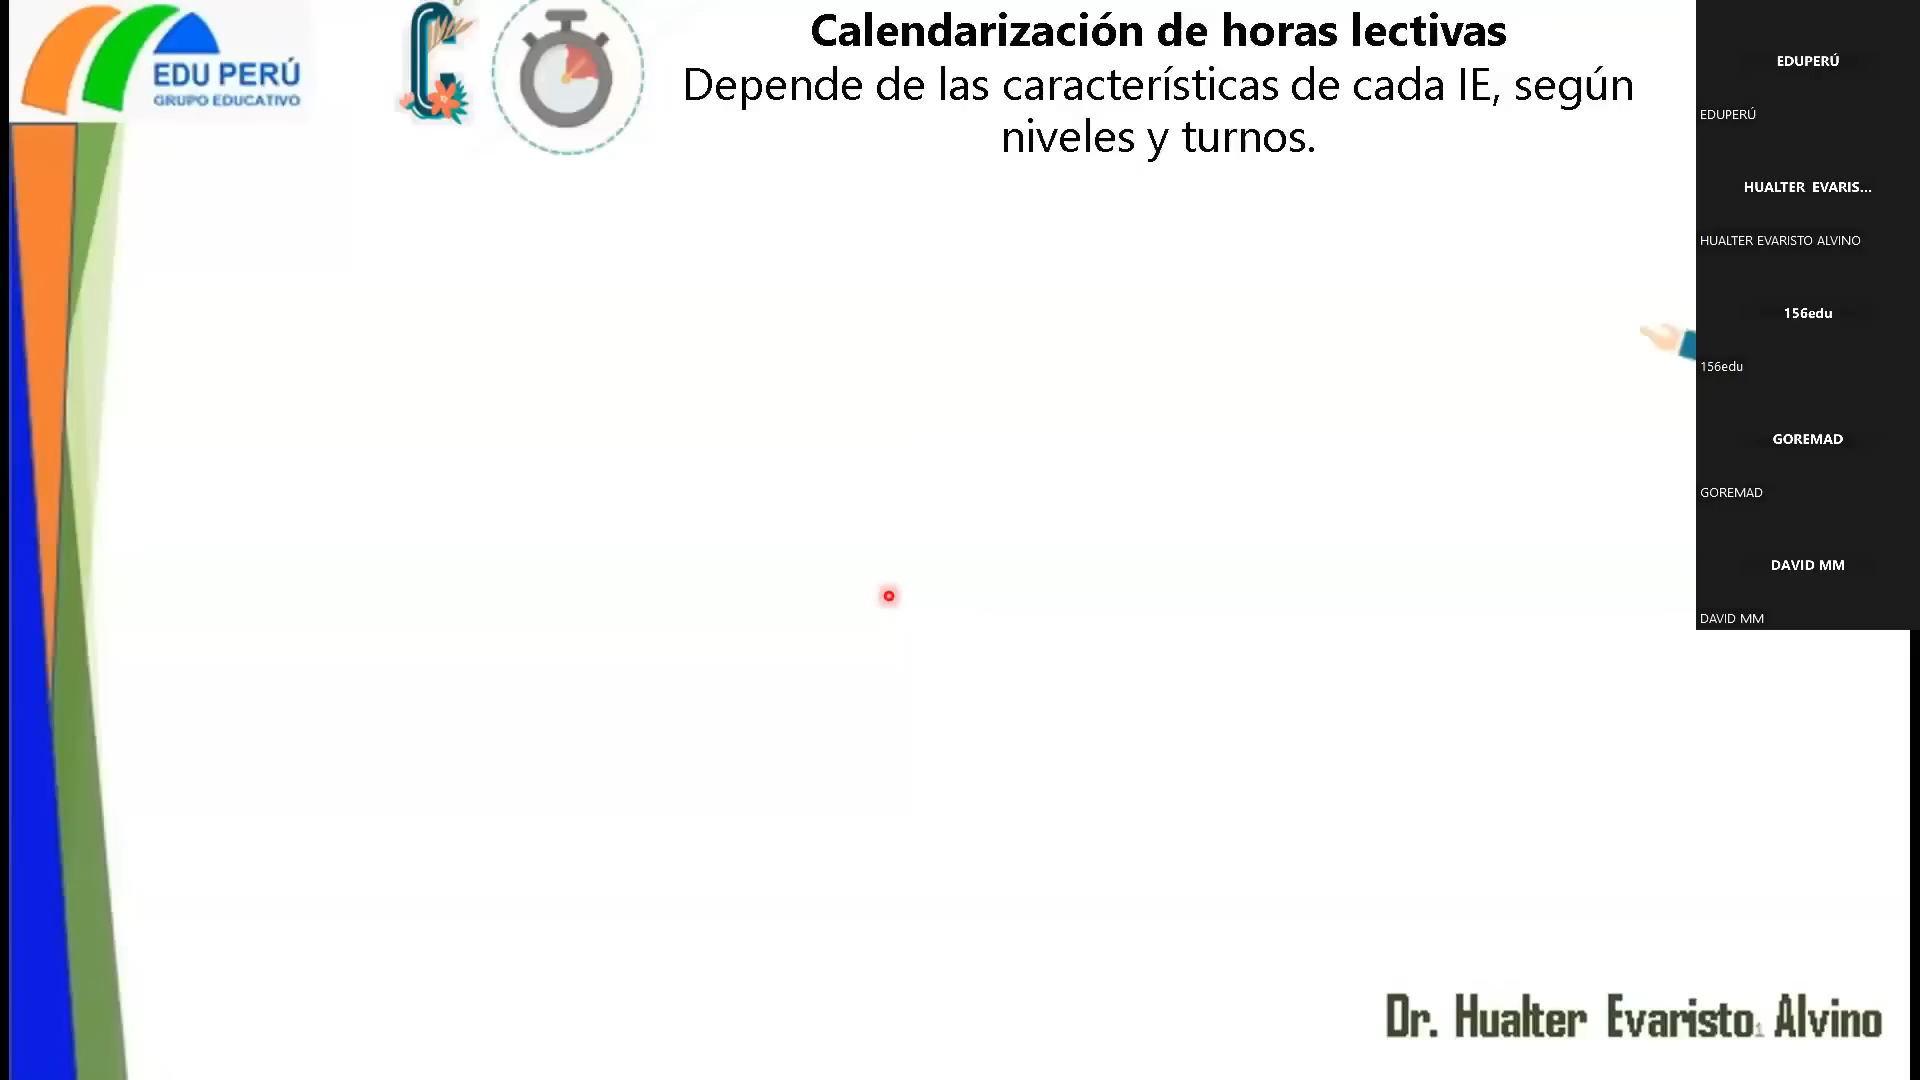 EDU PERÚ
GRUPO EDUCATIVO
Calendarización de horas lectivas
Depende de las características de cada IE, según
niveles y turnos.
EDUPERÚ
EDUPERÚ
HUALTER EVARIS...
HUALTER EVARISTO ALVINO
156edu
156edu
GOREMAD
GOREMAD
DAVID MM
DAVID MM
Dr. Hualter Evaristo Alvino